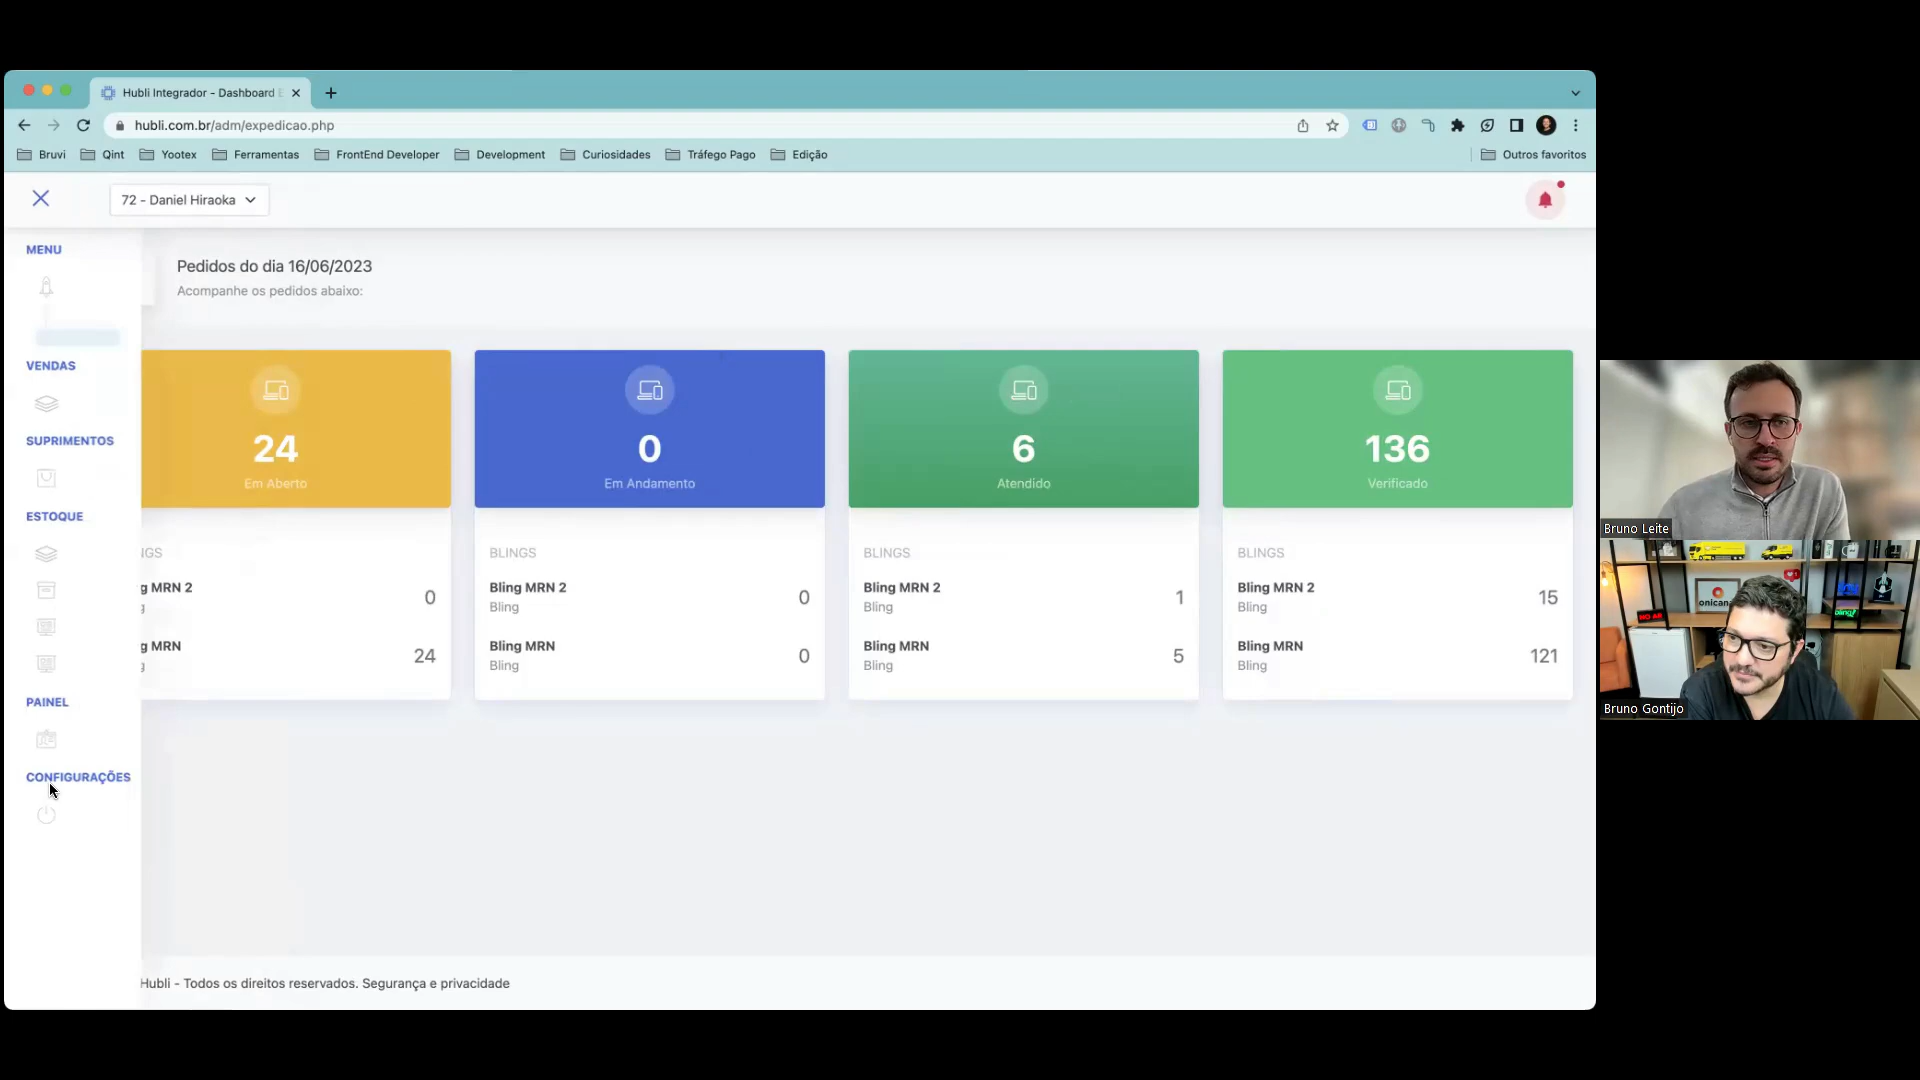 Hubli Integrador - Dashboard
hubli.com.br/adm/expedicao.php
Bruvi
Qint
Yootex
Ferramentas
FrontEnd Developer
Development
Curiosidades
Tráfego Pago
Edição
Outros favoritos
72 - Daniel Hiraoka
MENU
VENDAS
SUPRIMENTOS
ESTOQUE
PAINEL
CONFIGURAÇÕES
Pedidos do dia 16/06/2023
Acompanhe os pedidos abaixo:
24
Em Aberto
0
Em Andamento
6
Atendido
136
Verificado
NGS
g MRN 2
0
g
g MRN
24
g
BLINGS
Bling MRN 2
Bling
0
Bling MRN
Bling
0
BLINGS
Bling MRN 2
Bling
1
Bling MRN
Bling
5
BLINGS
Bling MRN 2
Bling
15
Bling MRN
Bling
121
Hubli - Todos os direitos reservados. Segurança e privacidade
Bruno Leite
NO AR
bling!
Bruno Gontijo